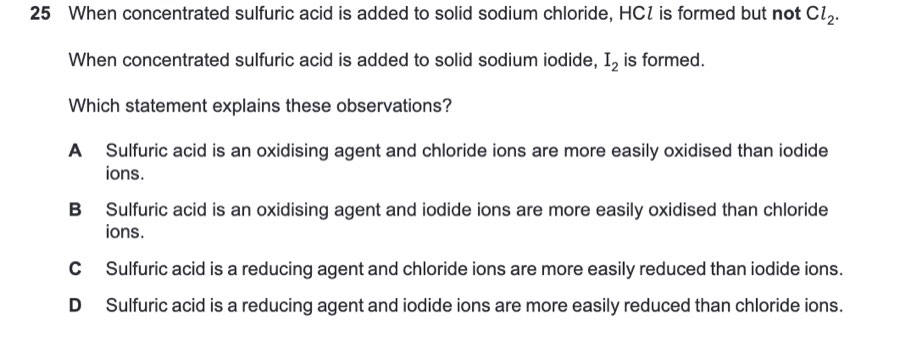 25 When concentrated sulfuric acid is added to solid sodium chloride, HCl is formed but not Cl₂.
When concentrated sulfuric acid is added to solid sodium iodide, I₂ is formed.
Which statement explains these observations?
A Sulfuric acid is an oxidising agent and chloride ions are more easily oxidised than iodide
ions.
B Sulfuric acid is an oxidising agent and iodide ions are more easily oxidised than chloride
ions.
C Sulfuric acid is a reducing agent and chloride ions are more easily reduced than iodide ions.
D Sulfuric acid is a reducing agent and iodide ions are more easily reduced than chloride ions.